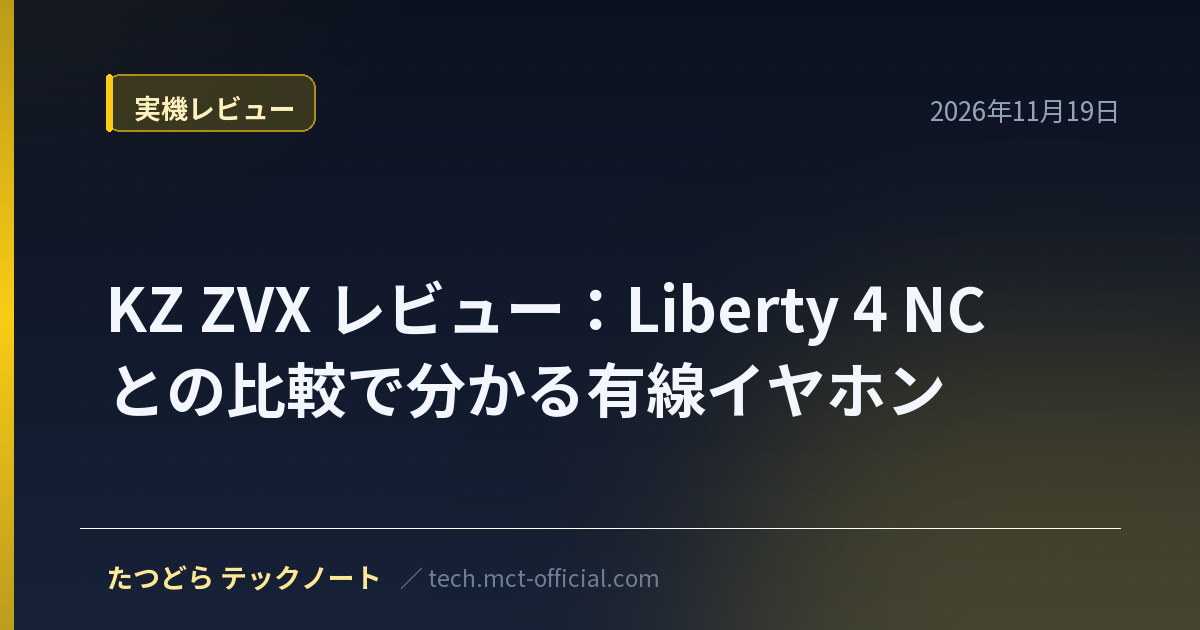 実機レビュー
2026年11月19日
KZ ZVX レビュー：Liberty 4 NC
との比較で分かる有線イヤホン
たつどら テックノート ／ tech.mct-official.com